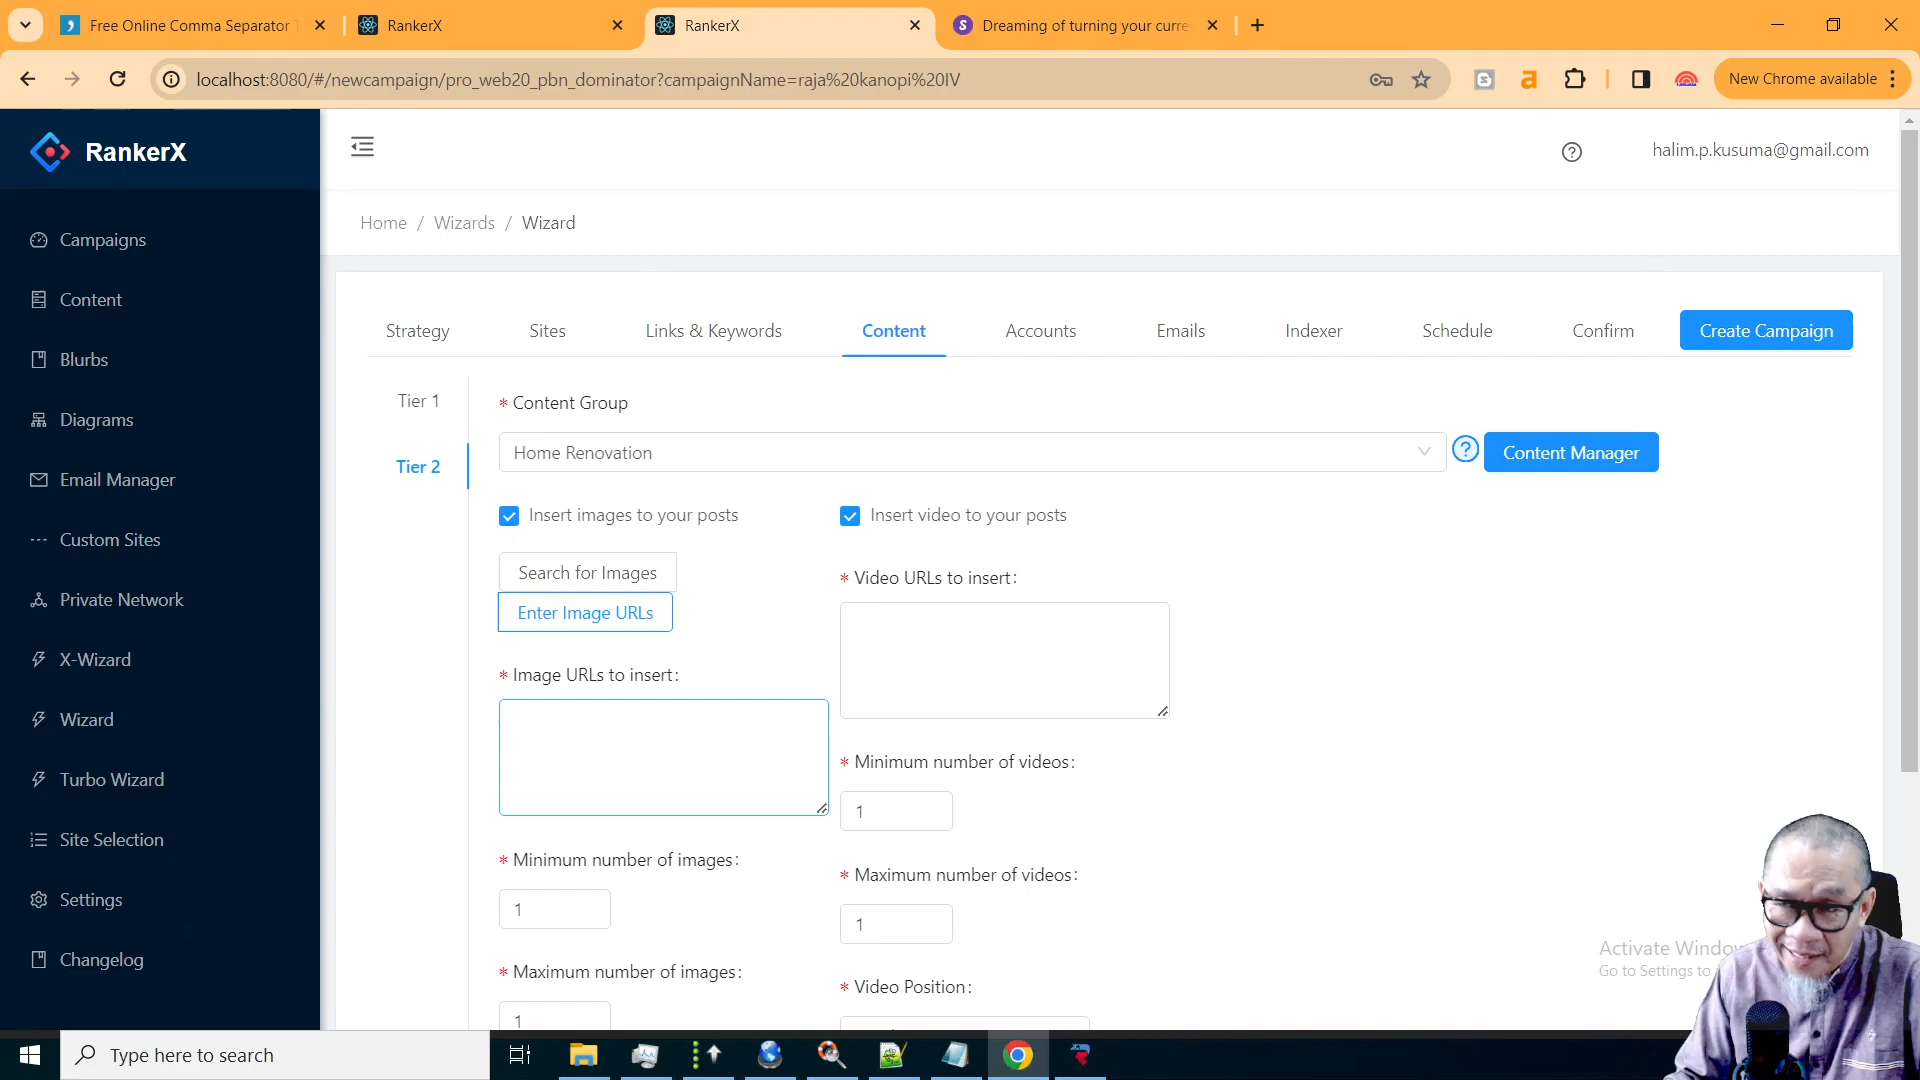 Free Online Comma Separator
RankerX
RankerX
Dreaming of turning your curre
localhost:8080/#/newcampaign/pro_web20_pbn_dominator?campaignName=raja%20kanopi%20IV
New Chrome available
RankerX
halim.p.kusuma@gmail.com
Home / Wizards / Wizard
Campaigns
Content
Blurbs
Diagrams
Email Manager
Custom Sites
Private Network
X-Wizard
Wizard
Turbo Wizard
Site Selection
Settings
Changelog
Strategy
Sites
Links & Keywords
Content
Accounts
Emails
Indexer
Schedule
Confirm
Create Campaign
Tier 1
Tier 2
* Content Group
Home Renovation
Content Manager
Insert images to your posts
Insert video to your posts
Search for Images
Enter Image URLs
* Image URLs to insert:
* Video URLs to insert:
* Minimum number of videos:
1
* Minimum number of images:
1
* Maximum number of videos:
1
* Maximum number of images:
1
* Video Position:
Activate Window
Go to Settings to
Type here to search